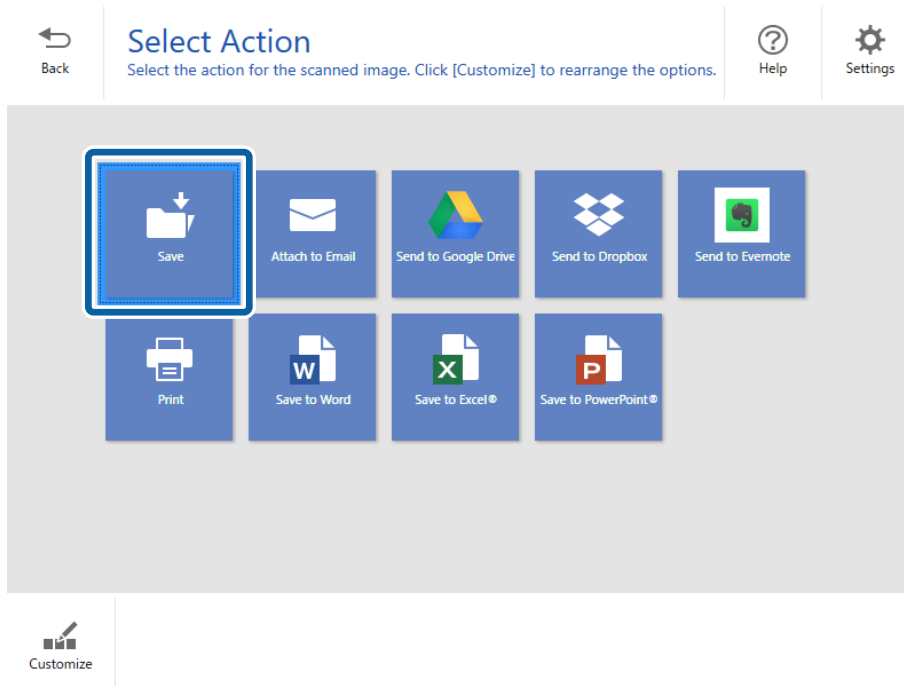 Select Action
Back
Select the action for the scanned image. Click [Customize] to rearrange the options.
Help
Settings
Save
Attach to Email
Send to Google Drive
Send to Dropbox
Send to Evernote
Print
W
Save to Word
X
Save to Excel®
P
Save to PowerPoint®
Customize